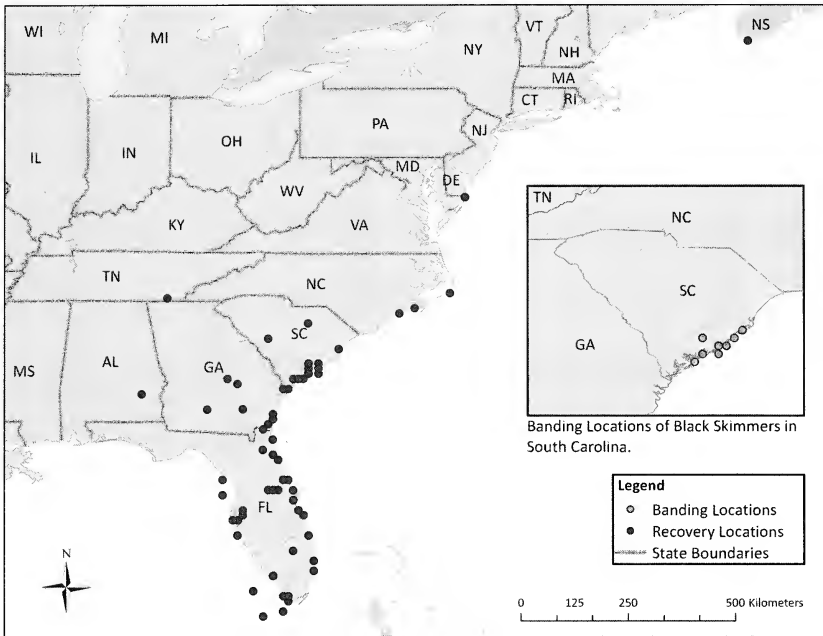 WI
MI
NY
VT
NH
NS
MA
CT
RI
PA
NJ
IL
IN
OH
MD
DE
WV
KY
VA
TN
NC
SC
MS
AL
GA
FL
N
TN
NC
SC
GA
Banding Locations of Black Skimmers in
South Carolina.
Legend
Banding Locations
Recovery Locations
State Boundaries
0 125 250 500 Kilometers